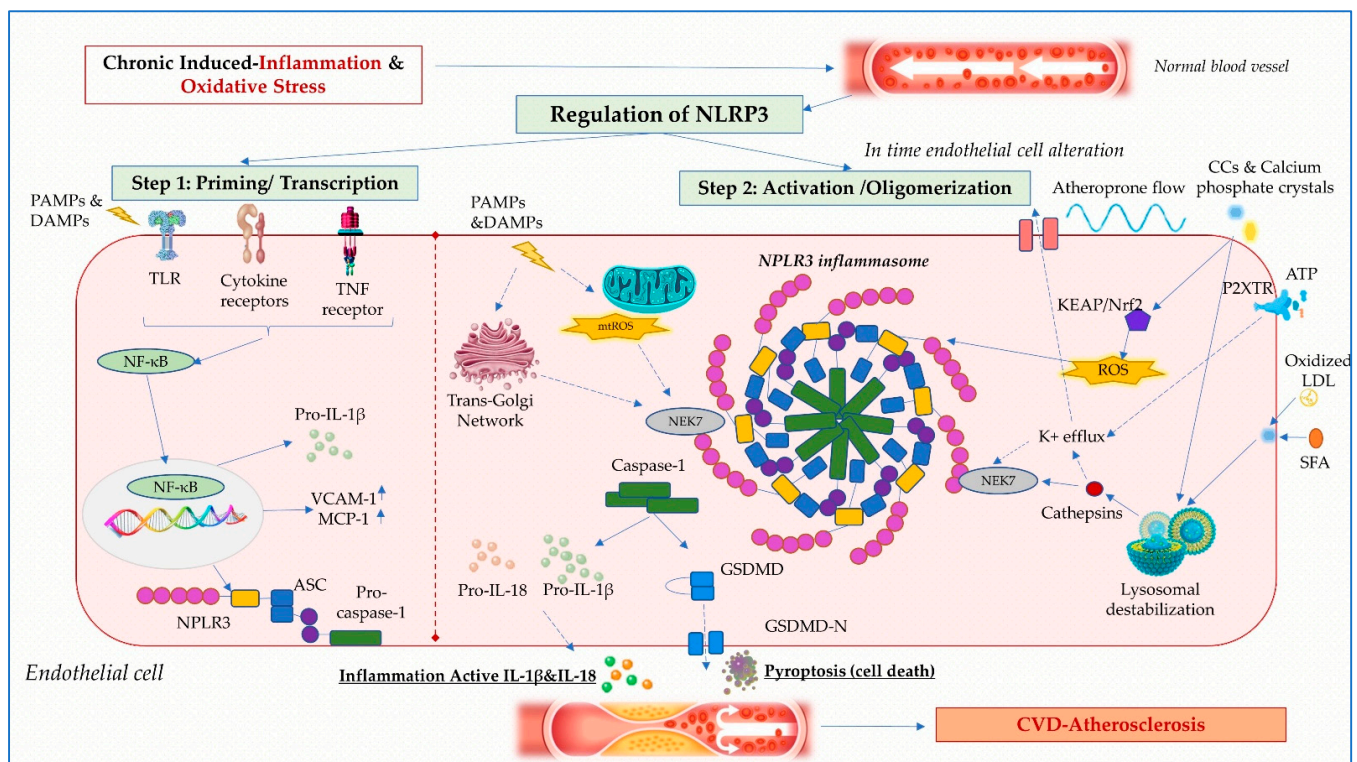 Chronic Induced-Inflammation &
Oxidative Stress
Normal blood vessel
Regulation of NLRP3
In time endothelial cell alteration
Step 1: Priming/ Transcription
Step 2: Activation /Oligomerization
PAMPs &
DAMPs
TLR
Cytokine
receptors
TNF
receptor
NF-κB
Pro-IL-1β
NF-κB
VCAM-1
MCP-1
NPLR3
ASC
Pro-
caspase-1
Endothelial cell
PAMPs
&DAMPs
mtROS
Trans-Golgi
Network
NEK7
NPLR3 inflammasome
Caspase-1
Pro-IL-18
Pro-IL-1β
GSDMD
GSDMD-N
Atheroprone flow
CCs & Calcium
phosphate crystals
KEAP/Nrf2
P2XTR
ATP
ROS
Oxidized
LDL
SFA
K+ efflux
NEK7
Cathepsins
Lysosomal
destabilization
Inflammation Active IL-1β&IL-18
Pyroptosis (cell death)
CVD-Atherosclerosis